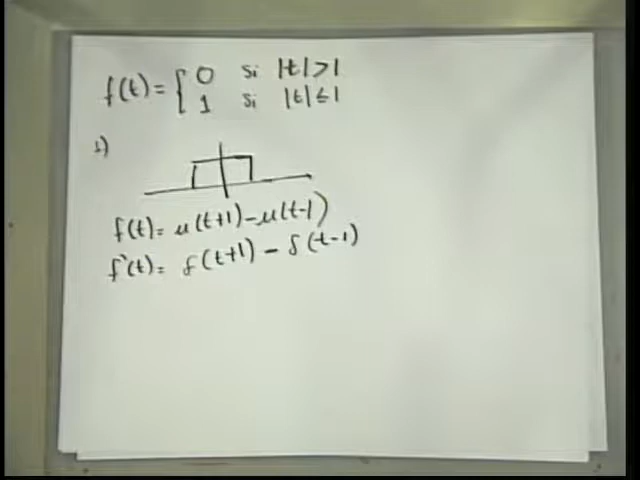 f(t)= { 0 si |t|>1
1 si |t|≤1
1)
f(t)= μ(t+1)-μ(t-1)
f'(t)= δ(t+1) - δ(t-1)